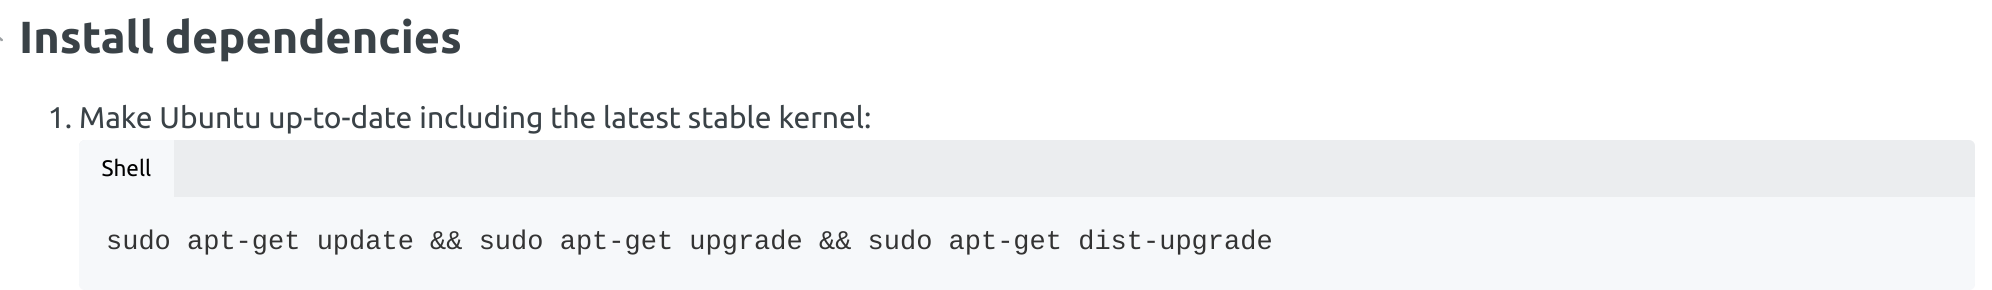 Install dependencies
1. Make Ubuntu up-to-date including the latest stable kernel:
Shell
sudo apt-get update && sudo apt-get upgrade && sudo apt-get dist-upgrade